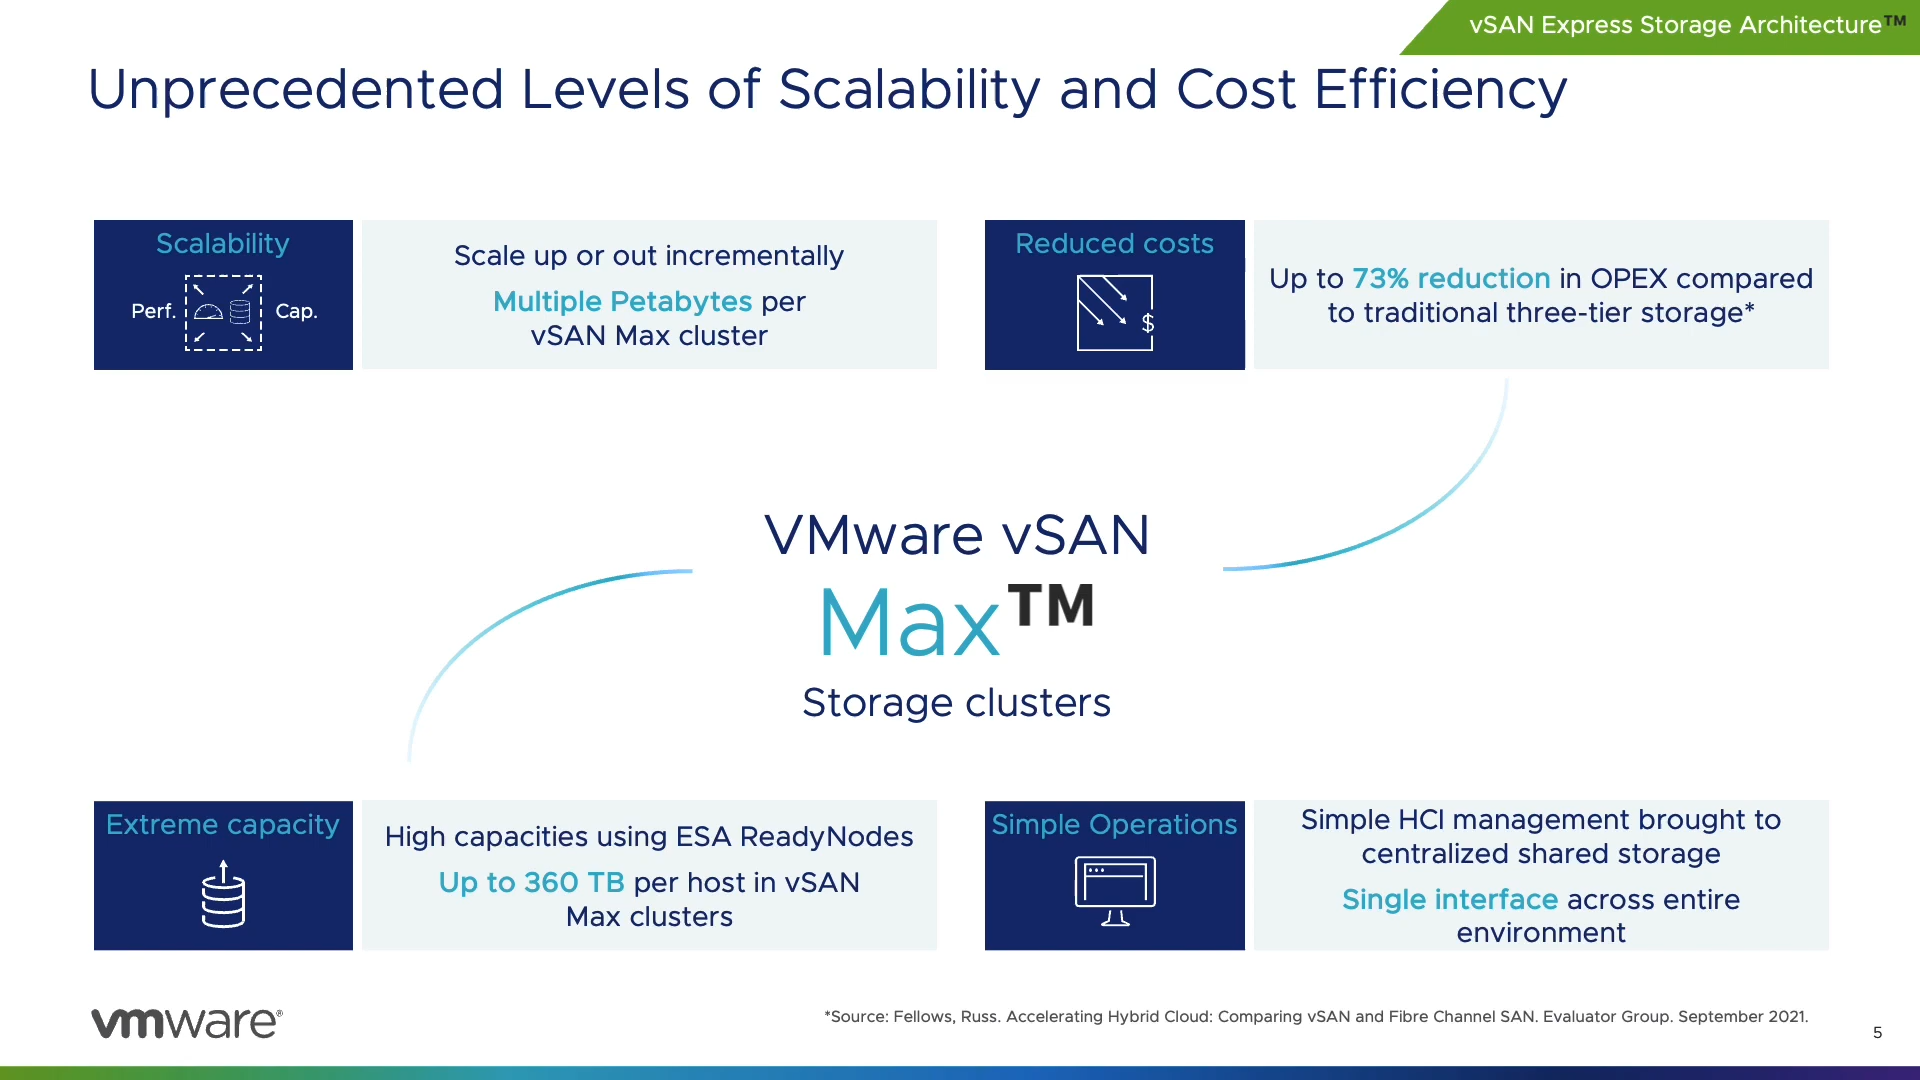 vSAN Express Storage Architecture™
Unprecedented Levels of Scalability and Cost Efficiency
Scalability
Perf.
Cap.
Scale up or out incrementally
Multiple Petabytes per
vSAN Max cluster
Reduced costs
$
Up to 73% reduction in OPEX compared
to traditional three-tier storage*
VMware vSAN
Max™
Storage clusters
Extreme capacity
High capacities using ESA ReadyNodes
Up to 360 TB per host in vSAN
Max clusters
Simple Operations
Simple HCI management brought to
centralized shared storage
Single interface across entire
environment
vmware®
*Source: Fellows, Russ. Accelerating Hybrid Cloud: Comparing vSAN and Fibre Channel SAN. Evaluator Group. September 2021.
5